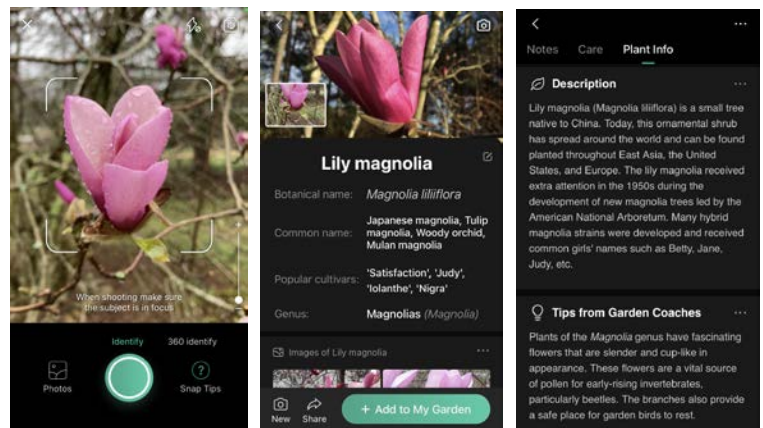 When shooting make sure
the subject is in focus
Identify
360 identify
Photos
Snap Tips
Lily magnolia
Botanical name: Magnolia liliiflora
Common name: Japanese magnolia, Tulip
magnolia, Woody orchid,
Mulan magnolia
Popular cultivars: 'Satisfaction', 'Judy',
'Iolanthe', 'Nigra'
Genus: Magnolias (Magnolia)
Images of Lily magnolia
New
Share
+ Add to My Garden
Notes
Care
Plant Info
Description
Lily magnolia (Magnolia liliiflora) is a small tree
native to China. Today, this ornamental shrub
has spread around the world and can be found
planted throughout East Asia, the United
States, and Europe. The lily magnolia received
extra attention in the 1950s during the
development of new magnolia trees led by the
American National Arboretum. Many hybrid
magnolia strains were developed and received
common girls' names such as Betty, Jane,
Judy, etc.
Tips from Garden Coaches
Plants of the Magnolia genus have fascinating
flowers that are slender and cup-like in
appearance. These flowers are a vital source
of pollen for early-rising invertebrates,
particularly beetles. The branches also provide
a safe place for garden birds to rest.